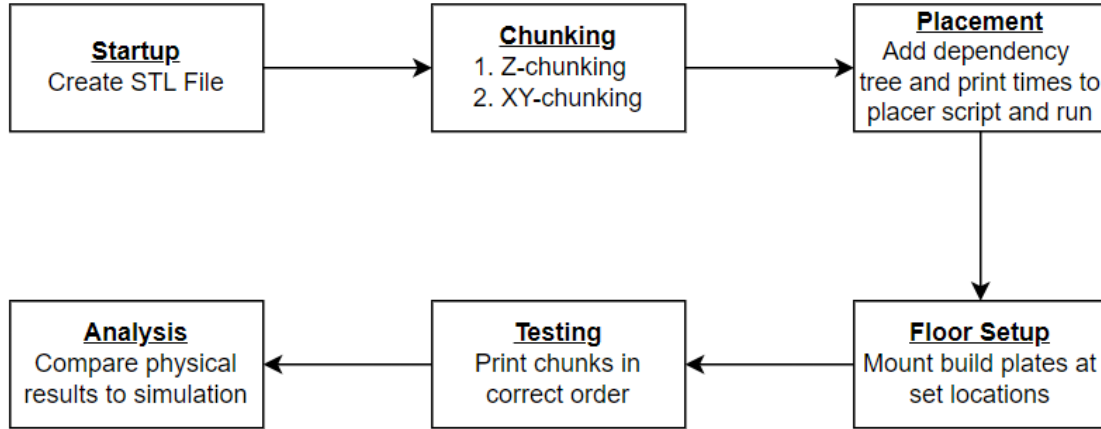 Startup
Create STL File
Chunking
1. Z-chunking
2. XY-chunking
Placement
Add dependency
tree and print times to
placer script and run
Floor Setup
Mount build plates at
set locations
Testing
Print chunks in
correct order
Analysis
Compare physical
results to simulation